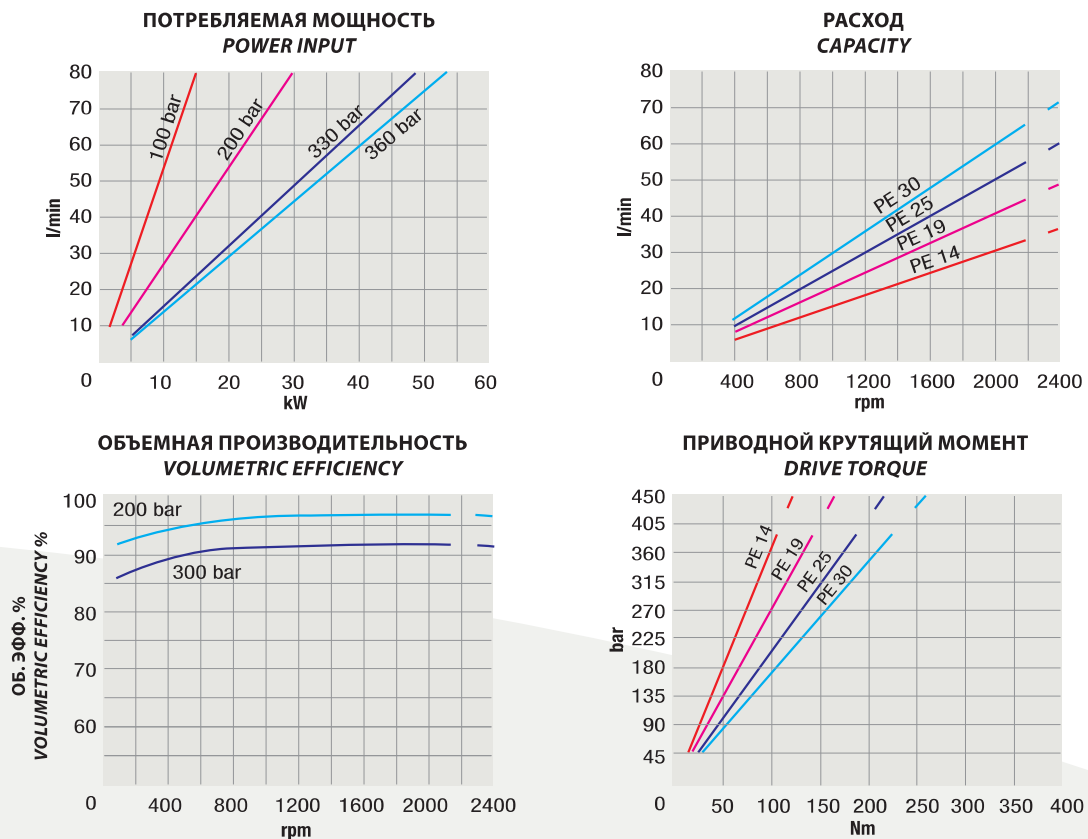 ПОТРЕБЛЯЕМАЯ МОЩНОСТЬ
POWER INPUT
80
70
60
50
40
30
20
10
0
l/min
100 bar
200 bar
330 bar
360 bar
10 20 30 40 50 60
kW
РАСХОД
CAPACITY
80
70
60
50
40
30
20
10
0
l/min
PE 30
PE 25
PE 19
PE 14
400 800 1200 1600 2000 2400
rpm
ОБЪЕМНАЯ ПРОИЗВОДИТЕЛЬНОСТЬ
VOLUMETRIC EFFICIENCY
ОБ. ЭФФ. %
VOLUMETRIC EFFICIENCY %
100
90
80
70
60
0
200 bar
300 bar
400 800 1200 1600 2000 2400
rpm
ПРИВОДНОЙ КРУТЯЩИЙ МОМЕНТ
DRIVE TORQUE
450
405
360
315
270
225
180
135
90
45
0
bar
PE 14
PE 19
PE 25
PE 30
50 100 150 200 250 300 350 400
Nm